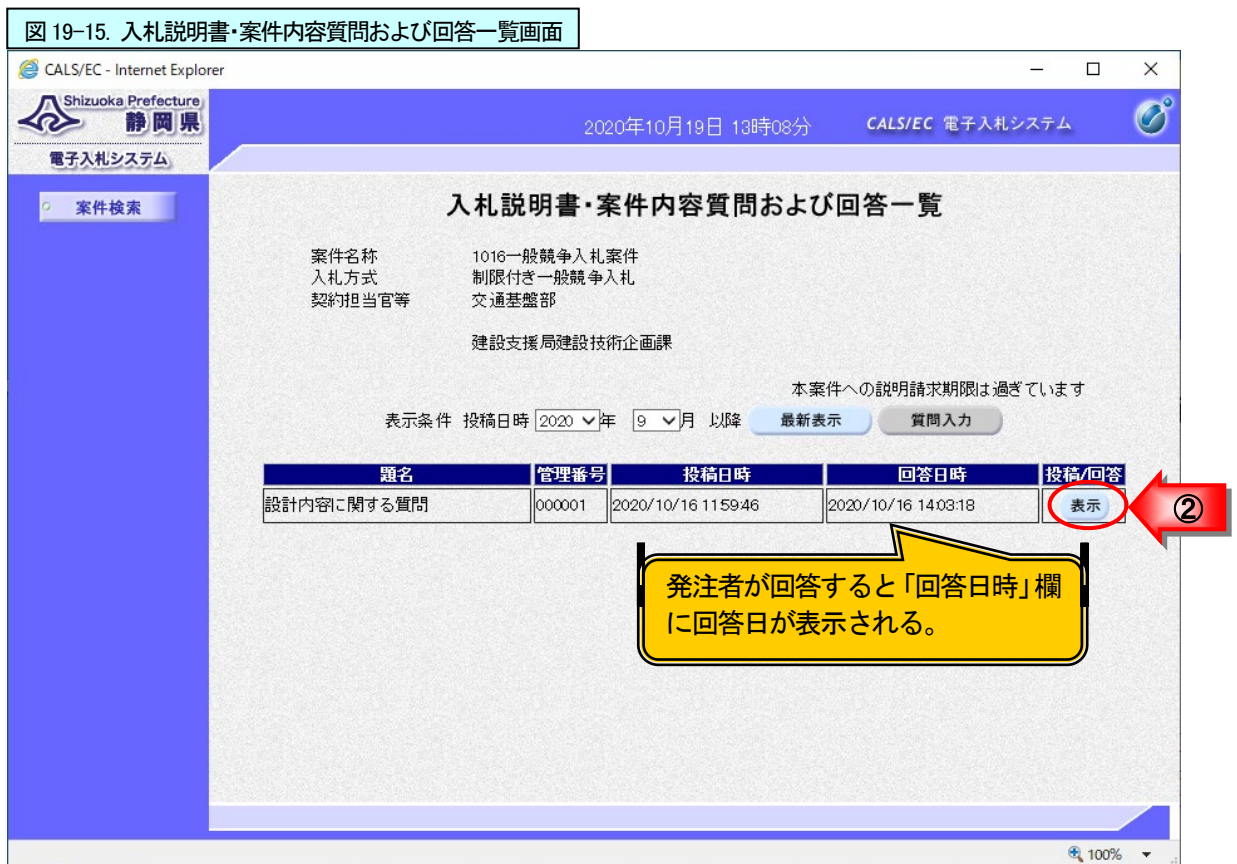 図 19-15. 入札説明書・案件内容質問および回答一覧画面
CALS/EC - Internet Explorer
Shizuoka Prefecture
静岡県
電子入札システム
2020年10月19日 13時08分
CALS/EC 電子入札システム
案件検索
入札説明書・案件内容質問および回答一覧
案件名称 1016一般競争入札案件
入札方式 制限付き一般競争入札
契約担当官等 交通基盤部
建設支援局建設技術企画課
本案件への説明請求期限は過ぎています
表示条件 投稿日時 2020 年 9 月 以降 最新表示 質問入力
題名 管理番号 投稿日時 回答日時 投稿/回答
設計内容に関する質問 000001 2020/10/16 11:59:46 2020/10/16 14:03:18 表示
②
発注者が回答すると「回答日時」欄
に回答日が表示される。
100%